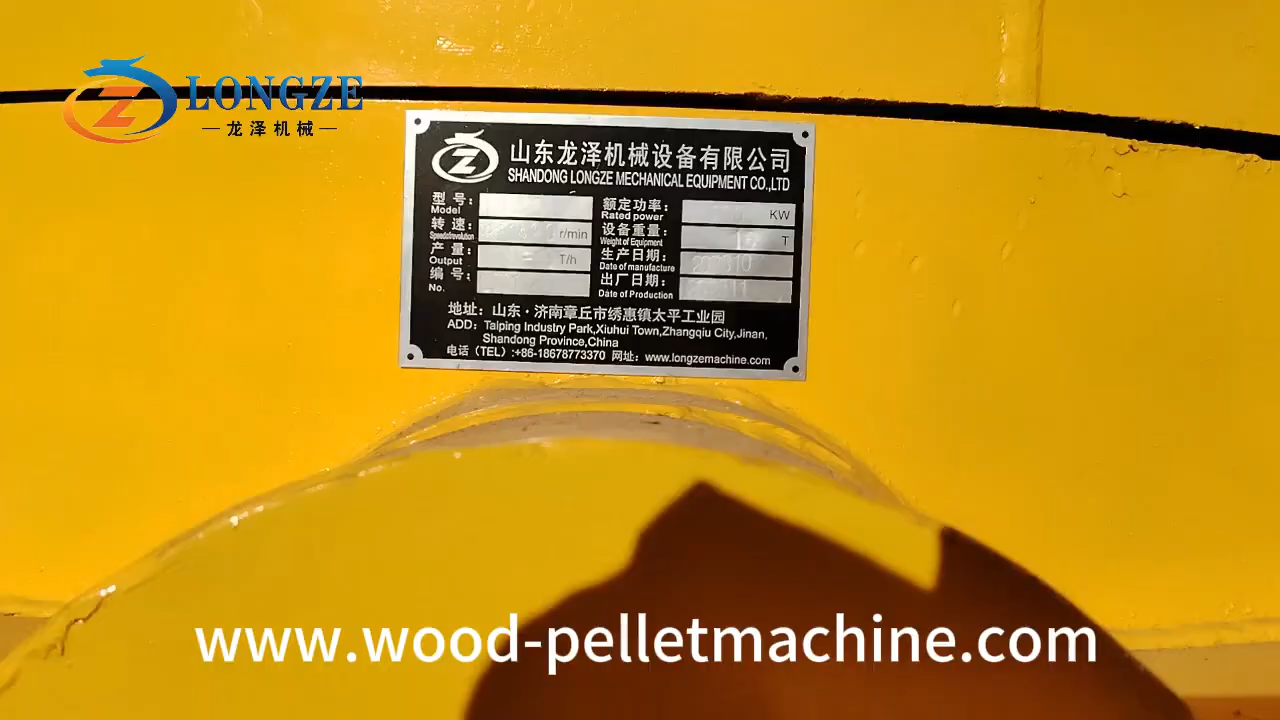 LONGZE
龙泽机械
山东龙泽机械设备有限公司
SHANDONG LONGZE MECHANICAL EQUIPMENT CO.,LTD
型 号:
Model
额定功率:
Rated power
KW
转 速:
r/min
设备重量:
Weight of Equipment
T
产 量:
Output
T/h
生产日期:
Date of manufacture
编 号:
No.
出厂日期:
Date of Production
地址: 山东·济南章丘市绣惠镇太平工业园
ADD: Taiping Industry Park,Xiuhui Town,Zhangqiu City,Jinan,
Shandong Province,China
电话(TEL):+86-18678773370 网址: www.longzemachine.com
www.wood-pelletmachine.com